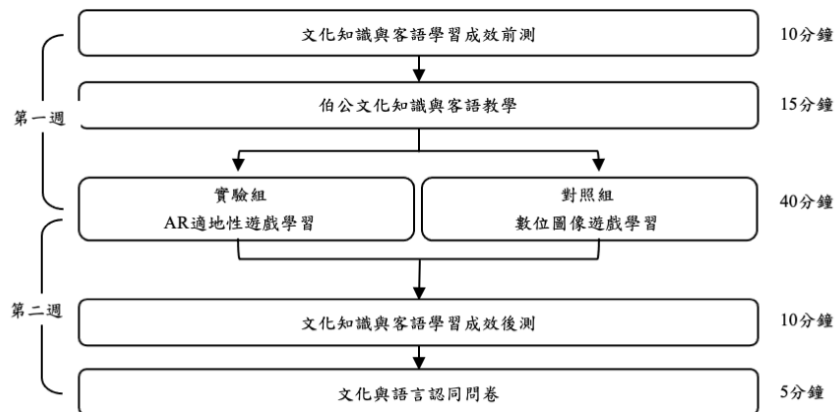 文化知識與客語學習成效前測
10分鐘
伯公文化知識與客語教學
15分鐘
第一週
實驗組
AR適地性遊戲學習
對照組
數位圖像遊戲學習
40分鐘
第二週
文化知識與客語學習成效後測
10分鐘
文化與語言認同問卷
5分鐘